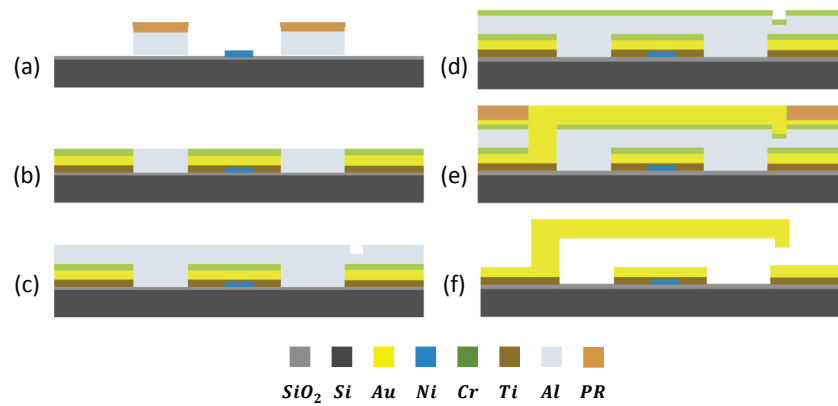 (a)
(b)
(c)
(d)
(e)
(f)
SiO₂ Si Au Ni Cr Ti Al PR